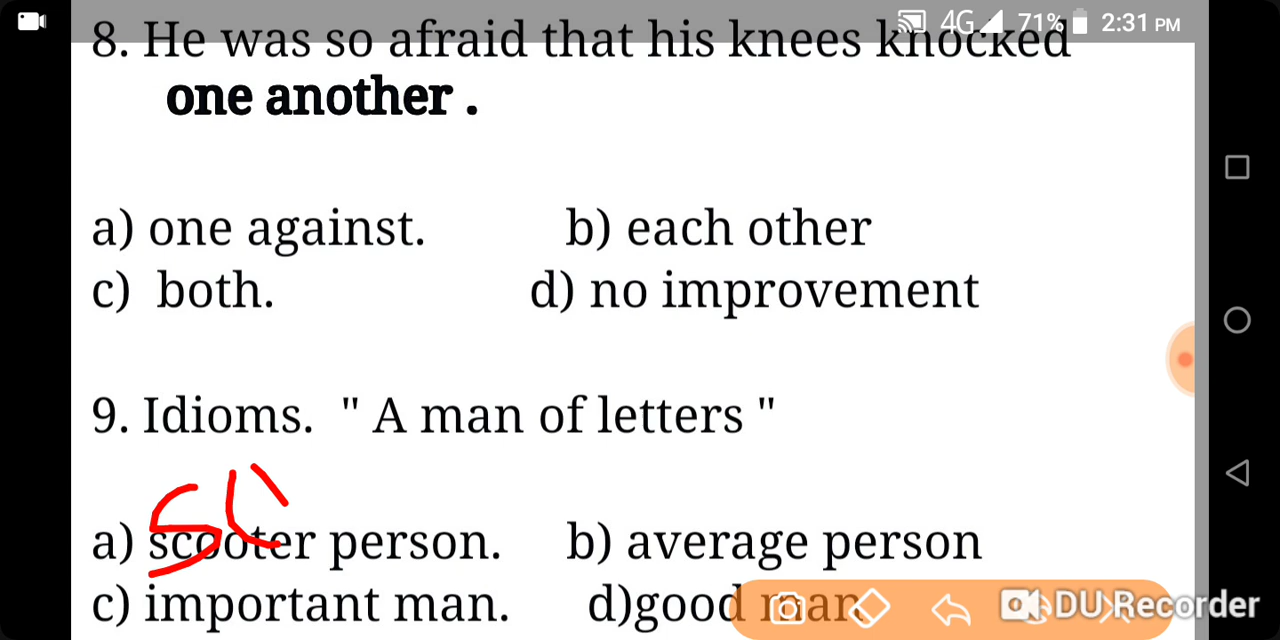 4G 71% 2:31 PM
8. He was so afraid that his knees knocked
one another .
a) one against. b) each other
c) both. d) no improvement
9. Idioms. " A man of letters "
a) scooter person. b) average person
c) important man. d)good man
DU Recorder